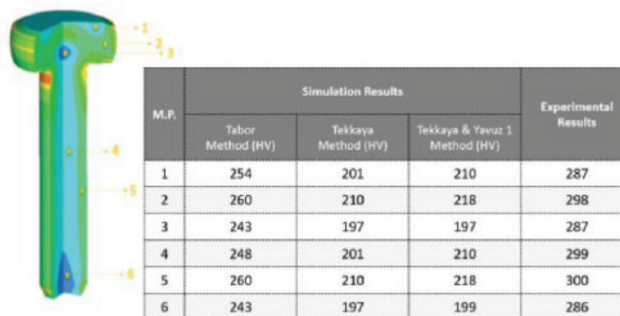 1
2
3
4
5
6
M.P. Simulation Results Experimental Results
Tabor Method (HV) Tekkaya Method (HV) Tekkaya & Yavuz 1 Method (HV)
1 254 201 210 287
2 260 210 218 298
3 243 197 197 287
4 248 201 210 299
5 260 210 218 300
6 243 197 199 286